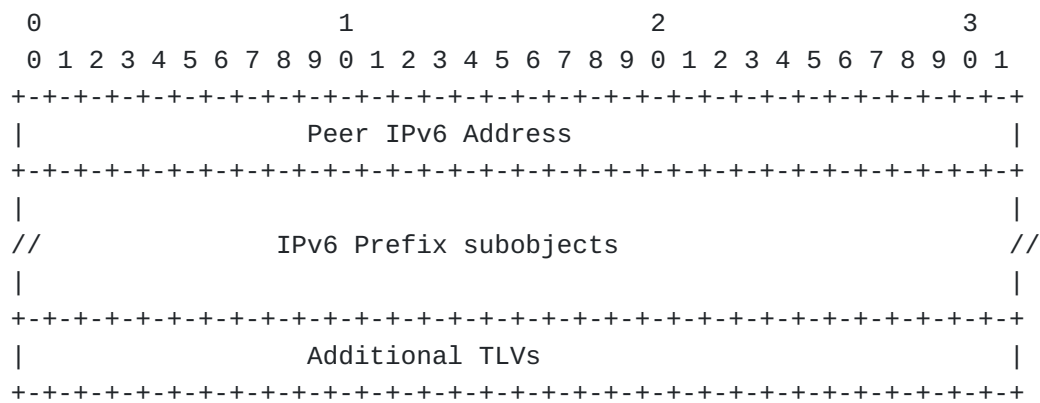 0                   1                   2                   3
 0 1 2 3 4 5 6 7 8 9 0 1 2 3 4 5 6 7 8 9 0 1 2 3 4 5 6 7 8 9 0 1
+-+-+-+-+-+-+-+-+-+-+-+-+-+-+-+-+-+-+-+-+-+-+-+-+-+-+-+-+-+-+-+-+
|                  Peer IPv6 Address                            |
+-+-+-+-+-+-+-+-+-+-+-+-+-+-+-+-+-+-+-+-+-+-+-+-+-+-+-+-+-+-+-+-+
|                                                               |
//               IPv6 Prefix subobjects                         //
|                                                               |
+-+-+-+-+-+-+-+-+-+-+-+-+-+-+-+-+-+-+-+-+-+-+-+-+-+-+-+-+-+-+-+-+
|                  Additional TLVs                              |
+-+-+-+-+-+-+-+-+-+-+-+-+-+-+-+-+-+-+-+-+-+-+-+-+-+-+-+-+-+-+-+-+